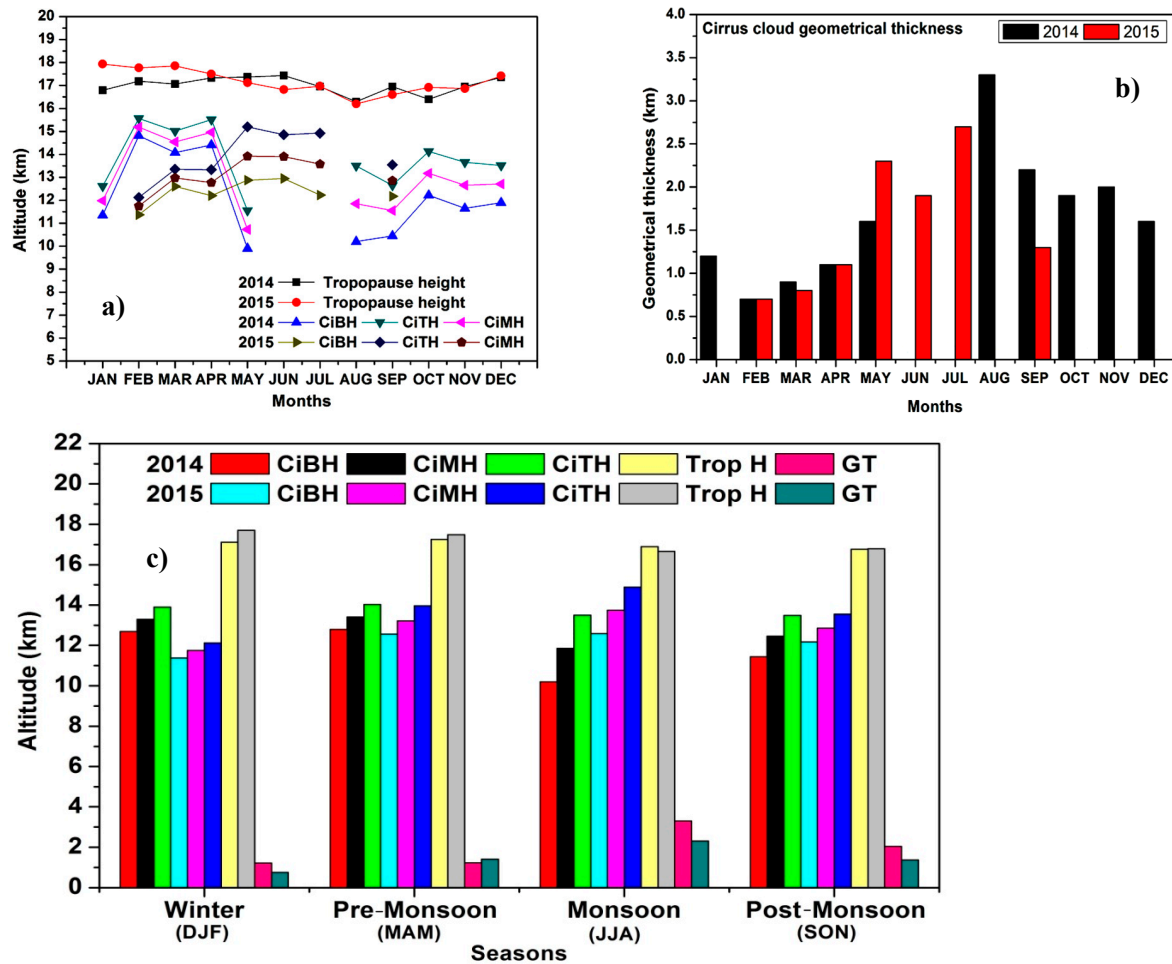 20
19
18
17
16
15
14
13
12
11
10
9
8
7
6
5
Altitude (km)
a)
2014 Tropopause height
2015 Tropopause height
2014 CiBH CiTH CiMH
2015 CiBH CiTH CiMH
JAN FEB MAR APR MAY JUN JUL AUG SEP OCT NOV DEC
Months
Cirrus cloud geometrical thickness
2014 2015
b)
4.0
3.5
3.0
2.5
2.0
1.5
1.0
0.5
0.0
Geometrical thickness (km)
JAN FEB MAR APR MAY JUN JUL AUG SEP OCT NOV DEC
Months
22
20
18
16
14
12
10
8
6
4
2
0
Altitude (km)
2014 CiBH CiMH CiTH Trop H GT
2015 CiBH CiMH CiTH Trop H GT
c)
Winter Pre-Monsoon Monsoon Post-Monsoon
(DJF) (MAM) (JJA) (SON)
Seasons